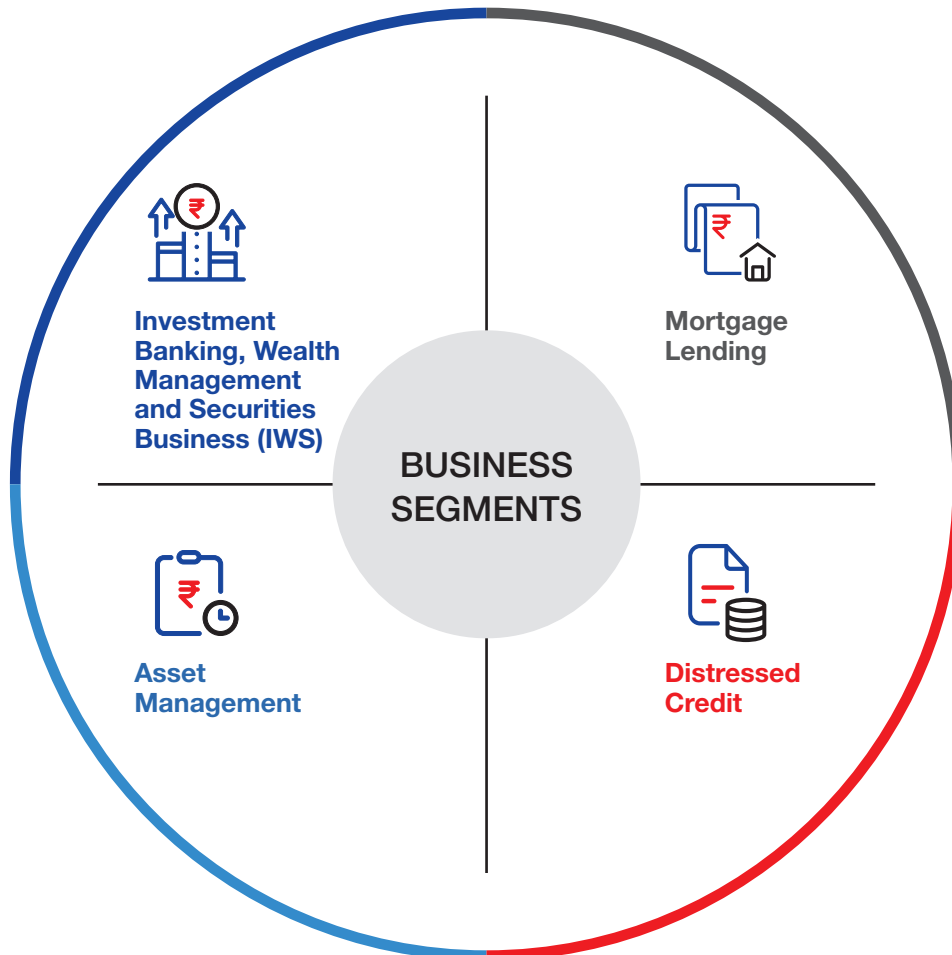 ₹
Investment
Banking, Wealth
Management
and Securities
Business (IWS)
₹
Mortgage
Lending
BUSINESS
SEGMENTS
₹
Asset
Management
Distressed
Credit